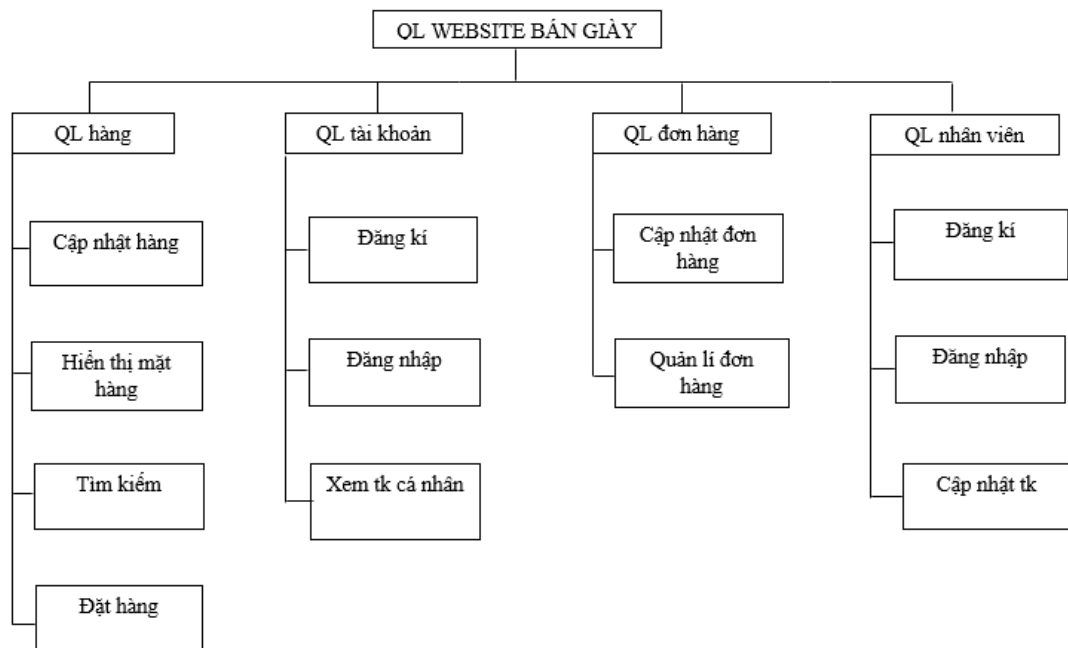 QL WEBSITE BÁN GIÀY
QL hàng
QL tài khoản
QL đơn hàng
QL nhân viên
Cập nhật hàng
Hiển thị mặt
hàng
Tìm kiếm
Đặt hàng
Đăng kí
Đăng nhập
Xem tk cá nhân
Cập nhật đơn
hàng
Quản lí đơn
hàng
Đăng kí
Đăng nhập
Cập nhật tk